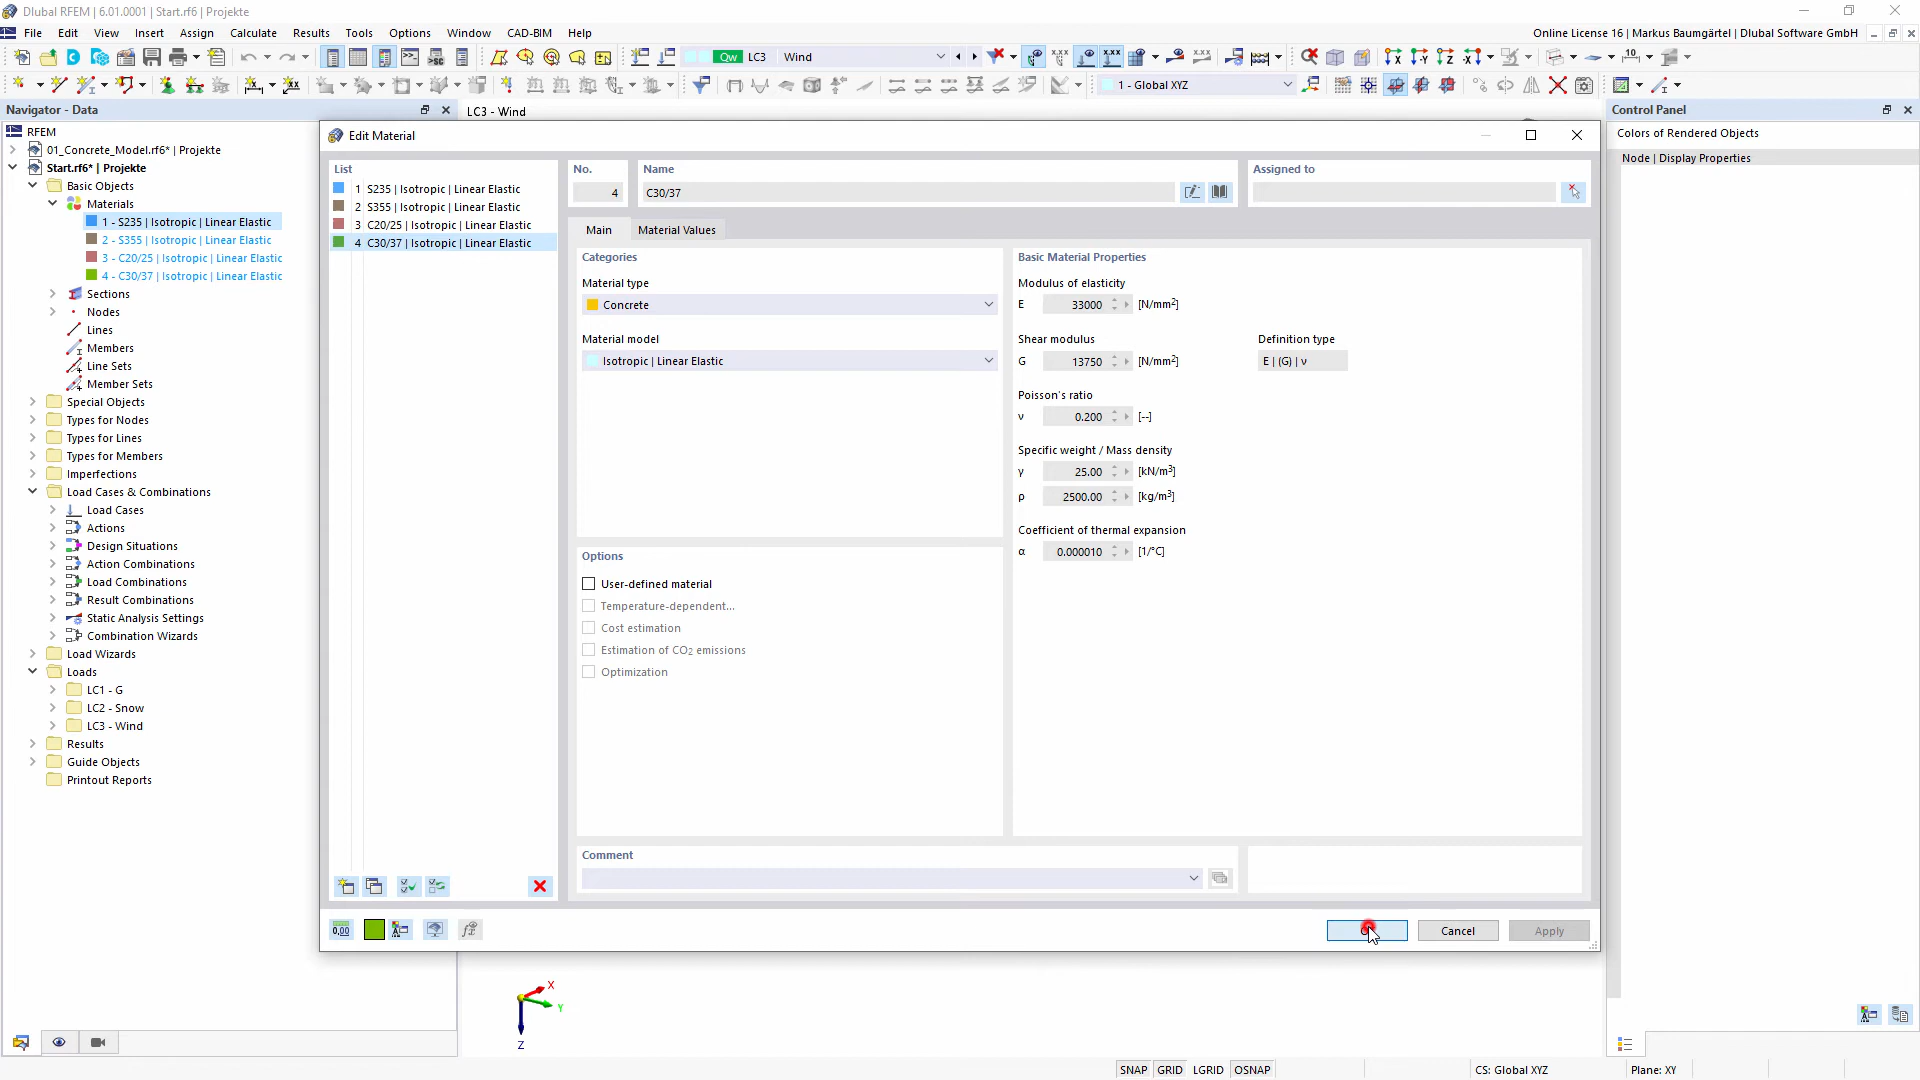 Dlubal RFEM | 6.01.0001 | Start.rf6 | Projekte
File Edit View Insert Assign Calculate Results Tools Options Window CAD-BIM Help
Online License 16 | Markus Baumgärtel | Dlubal Software GmbH
Qw LC3 Wind
1 - Global XYZ
Navigator - Data
RFEM
01_Concrete_Model.rf6* | Projekte
Start.rf6* | Projekte
Basic Objects
Materials
1 - S235 | Isotropic | Linear Elastic
2 - S355 | Isotropic | Linear Elastic
3 - C20/25 | Isotropic | Linear Elastic
4 - C30/37 | Isotropic | Linear Elastic
Sections
Nodes
Lines
Members
Line Sets
Member Sets
Special Objects
Types for Nodes
Types for Lines
Types for Members
Imperfections
Load Cases & Combinations
Load Cases
Actions
Design Situations
Action Combinations
Load Combinations
Result Combinations
Static Analysis Settings
Combination Wizards
Load Wizards
Loads
LC1 - G
LC2 - Snow
LC3 - Wind
Results
Guide Objects
Printout Reports
LC3 - Wind
Edit Material
List
1 S235 | Isotropic | Linear Elastic
2 S355 | Isotropic | Linear Elastic
3 C20/25 | Isotropic | Linear Elastic
4 C30/37 | Isotropic | Linear Elastic
No.
4
Name
C30/37
Assigned to
Main Material Values
Categories
Material type
Concrete
Material model
Isotropic | Linear Elastic
Options
User-defined material
Temperature-dependent...
Cost estimation
Estimation of CO2 emissions
Optimization
Basic Material Properties
Modulus of elasticity
E 33000 [N/mm2]
Shear modulus Definition type
G 13750 [N/mm2] E | (G) | ν
Poisson's ratio
ν 0.200 [--]
Specific weight / Mass density
γ 25.00 [kN/m3]
ρ 2500.00 [kg/m3]
Coefficient of thermal expansion
α 0.000010 [1/°C]
Comment
0,00
Cancel Apply
X
Y
Z
Control Panel
Colors of Rendered Objects
Node | Display Properties
SNAP GRID LGRID OSNAP
CS: Global XYZ Plane: XY